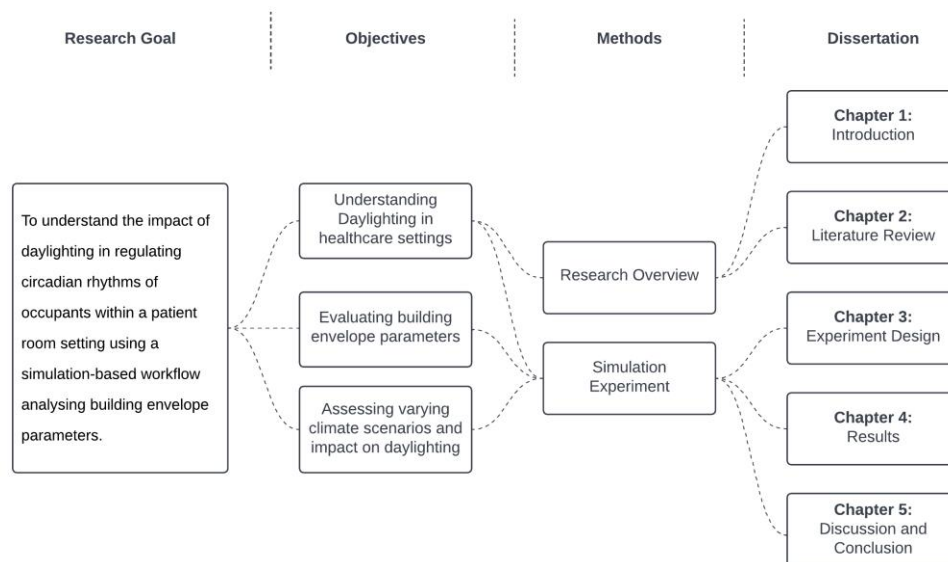 Research Goal
Objectives
Methods
Dissertation
To understand the impact of
daylighting in regulating
circadian rhythms of
occupants within a patient
room setting using a
simulation-based workflow
analysing building envelope
parameters.
Understanding
Daylighting in
healthcare settings
Evaluating building
envelope parameters
Assessing varying
climate scenarios and
impact on daylighting
Research Overview
Simulation
Experiment
Chapter 1:
Introduction
Chapter 2:
Literature Review
Chapter 3:
Experiment Design
Chapter 4:
Results
Chapter 5:
Discussion and
Conclusion